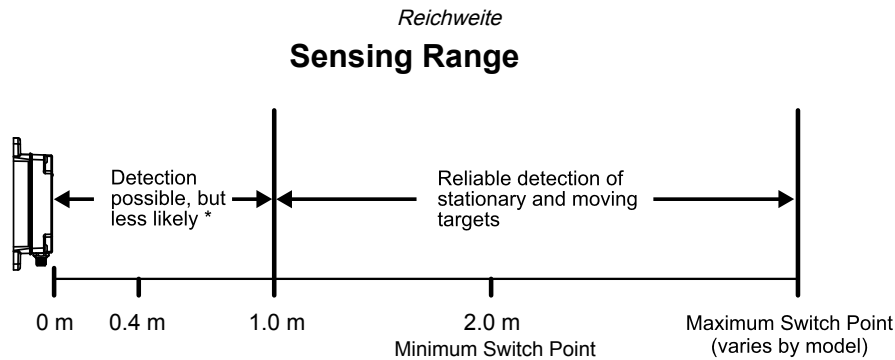 Reichweite
Sensing Range
Detection
possible, but
less likely *
Reliable detection of
stationary and moving
targets
0 m
0.4 m
1.0 m
2.0 m
Minimum Switch Point
Maximum Switch Point
(varies by model)